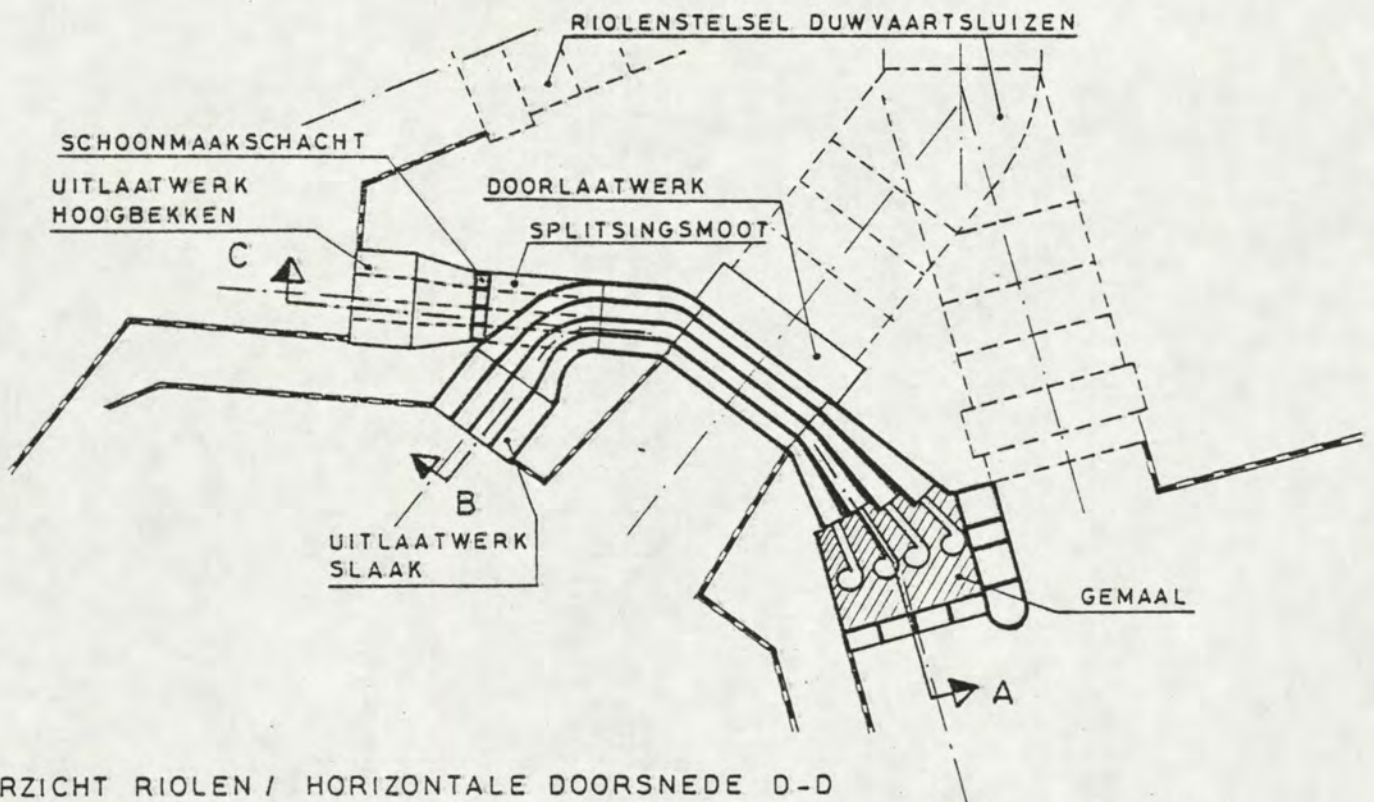 RIOLENSTELSEL DUWVAARTSLUIZEN
SCHOONMAAKSCHACHT
UITLAATWERK
HOOGBEKKEN
DOORLAATWERK
SPLITSINGSMOOT
C
B
UITLAATWERK
SLAAK
GEMAAL
A
RZICHT RIOLEN / HORIZONTALE DOORSNEDE D-D